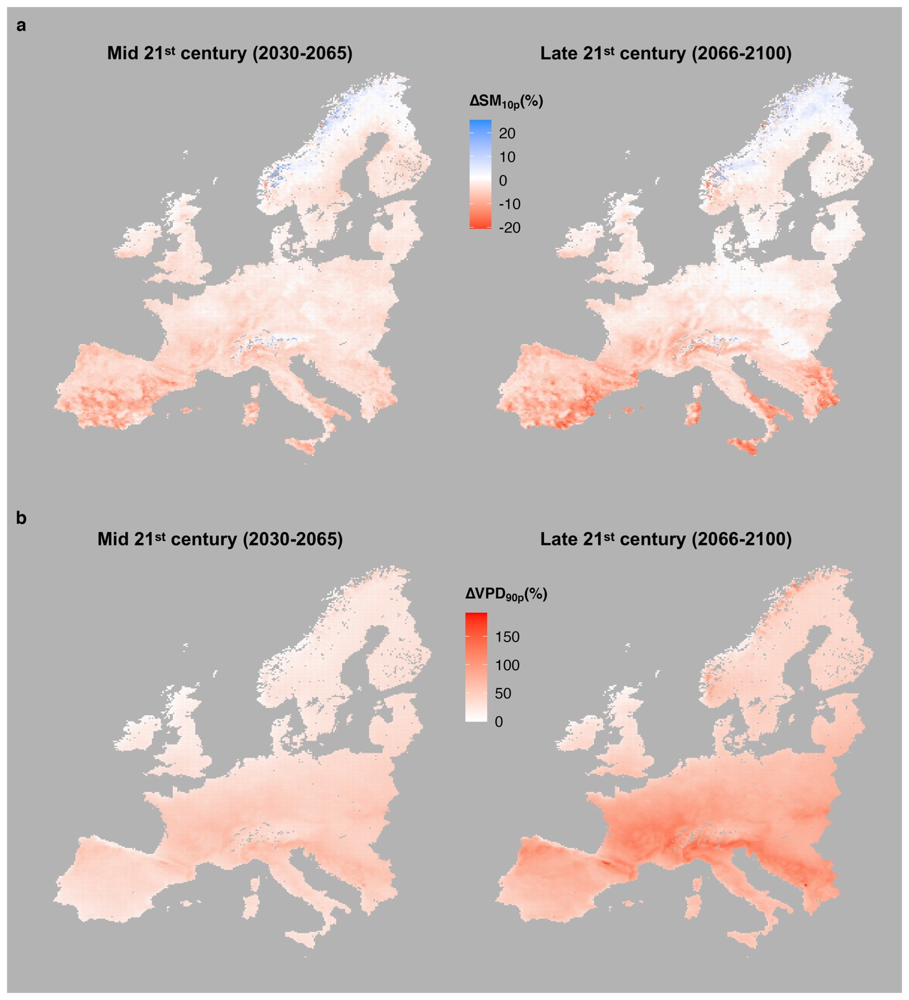 a
Mid 21st century (2030-2065)
Late 21st century (2066-2100)
ΔSM10p(%)
20
10
0
-10
-20
b
Mid 21st century (2030-2065)
Late 21st century (2066-2100)
ΔVPD90p(%)
150
100
50
0